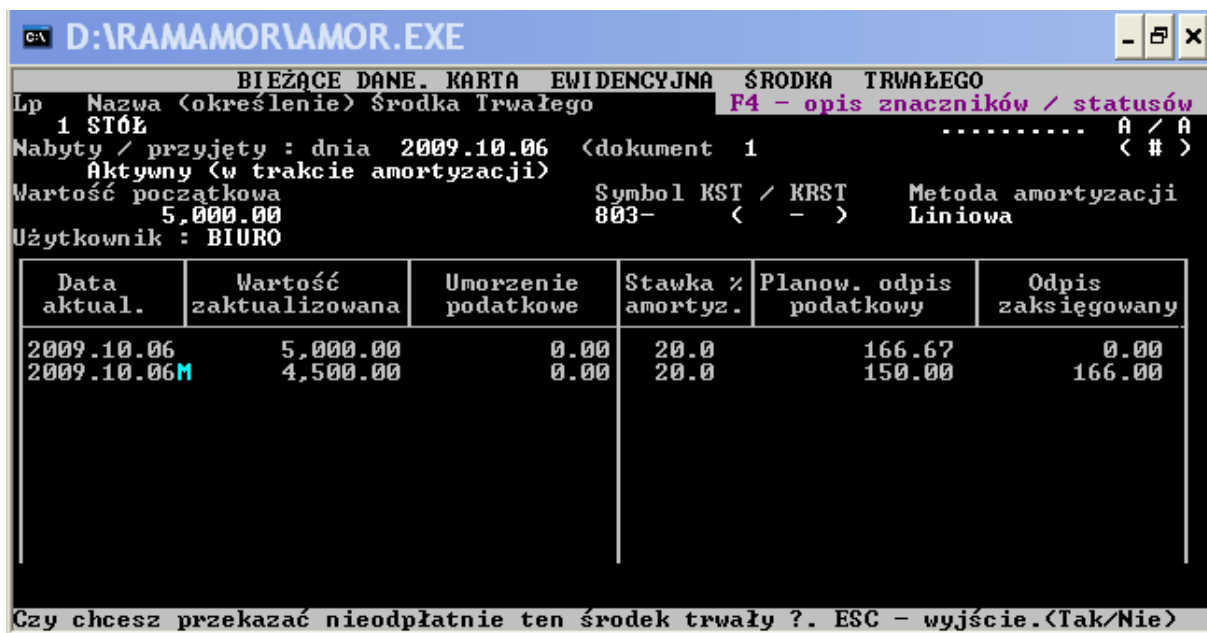 D:\RAMAMOR\AMOR.EXE
BIEŻĄCE DANE. KARTA EWIDENCYJNA ŚRODKA TRWAŁEGO
Lp Nazwa (określenie) Środka Trwałego F4 - opis znaczników / statusów
1 STÓŁ .......... A / A
Nabyty / przyjęty : dnia 2009.10.06 (dokument 1 ( # )
Aktywny (w trakcie amortyzacji)
Wartość początkowa Symbol KST / KRST Metoda amortyzacji
5,000.00 803- ( - ) Liniowa
Użytkownik : BIURO
Data Wartość Umorzenie Stawka % Planow. odpis Odpis
aktual. zaktualizowana podatkowe amortyz. podatkowy zaksięgowany
2009.10.06 5,000.00 0.00 20.0 166.67 0.00
2009.10.06M 4,500.00 0.00 20.0 150.00 166.00
Czy chcesz przekazać nieodpłatnie ten środek trwały ?. ESC - wyjście.(Tak/Nie)